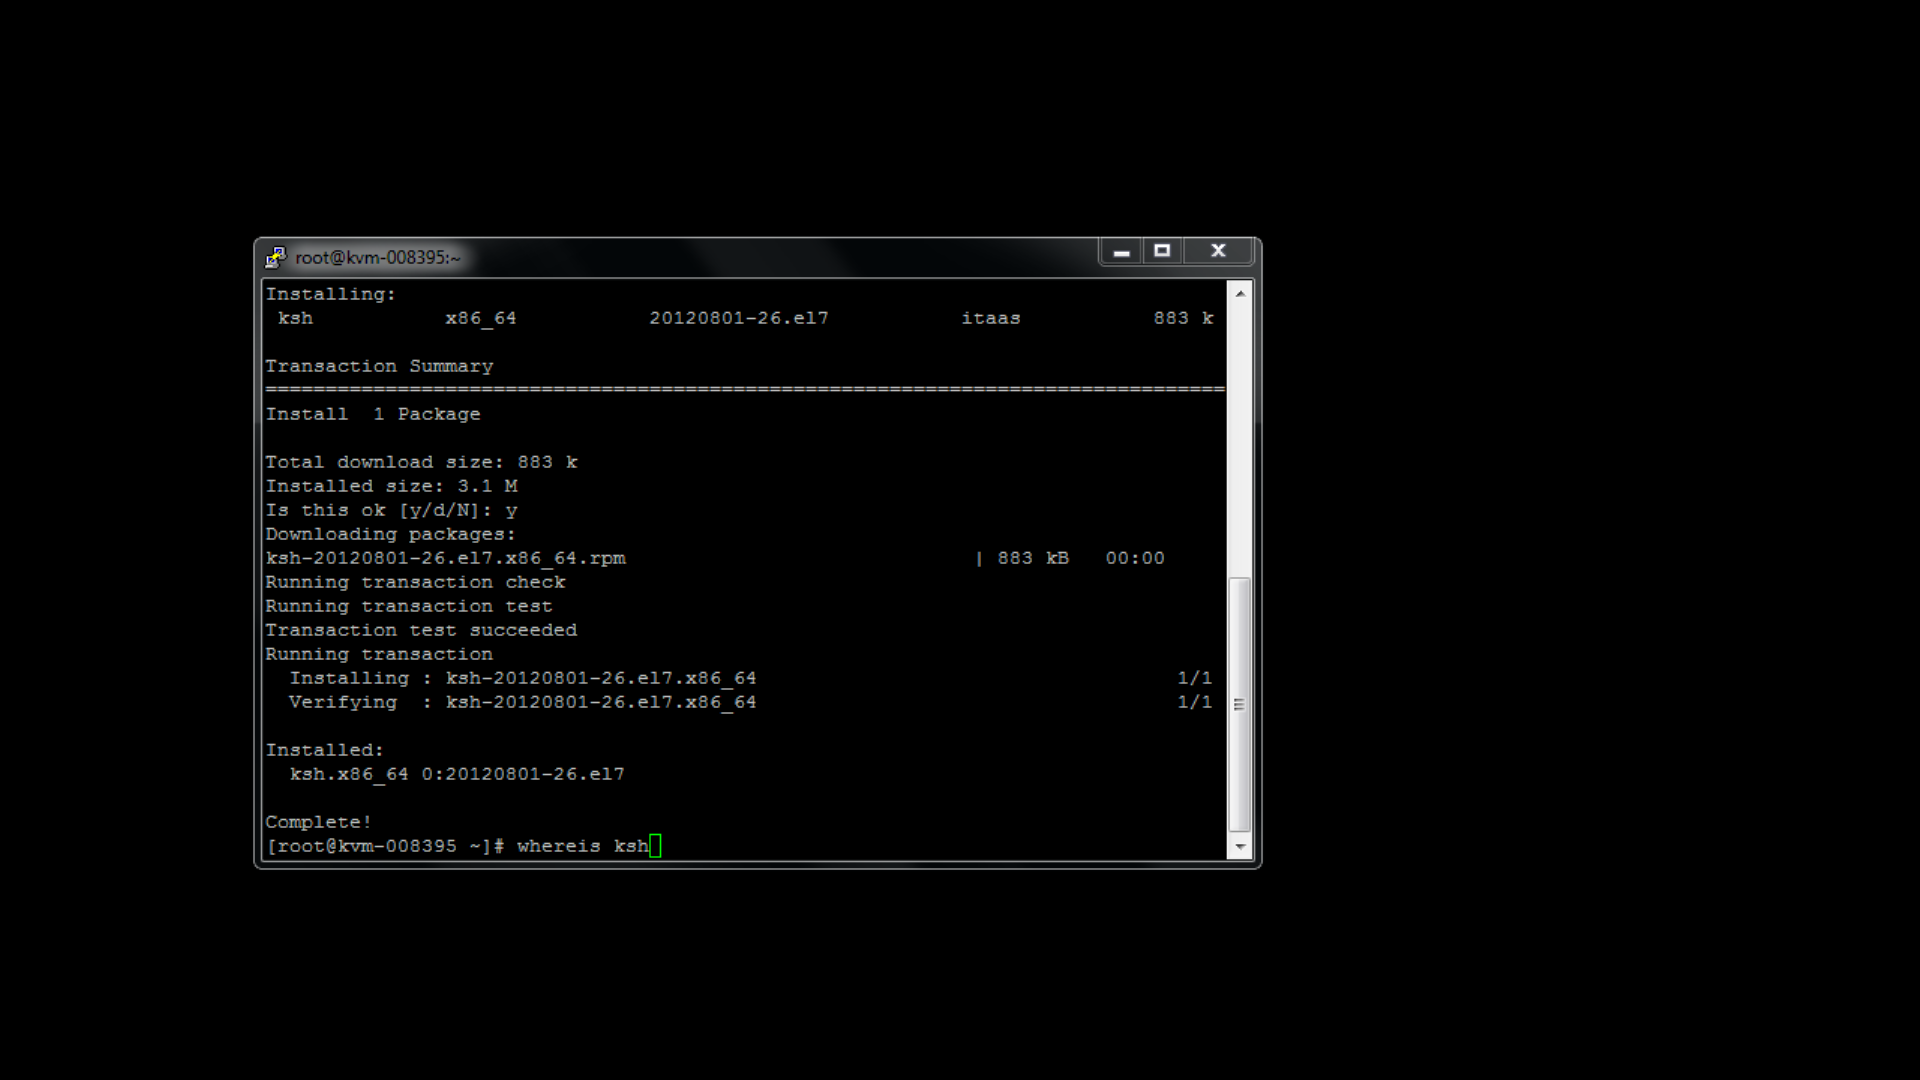 root@kvm-008395:~
Installing:
 ksh           x86_64           20120801-26.el7           itaas           883 k

Transaction Summary
================================================================================
Install  1 Package

Total download size: 883 k
Installed size: 3.1 M
Is this ok [y/d/N]: y
Downloading packages:
ksh-20120801-26.el7.x86_64.rpm                             | 883 kB   00:00
Running transaction check
Running transaction test
Transaction test succeeded
Running transaction
  Installing : ksh-20120801-26.el7.x86_64                                   1/1
  Verifying  : ksh-20120801-26.el7.x86_64                                   1/1

Installed:
  ksh.x86_64 0:20120801-26.el7

Complete!
[root@kvm-008395 ~]# whereis ksh